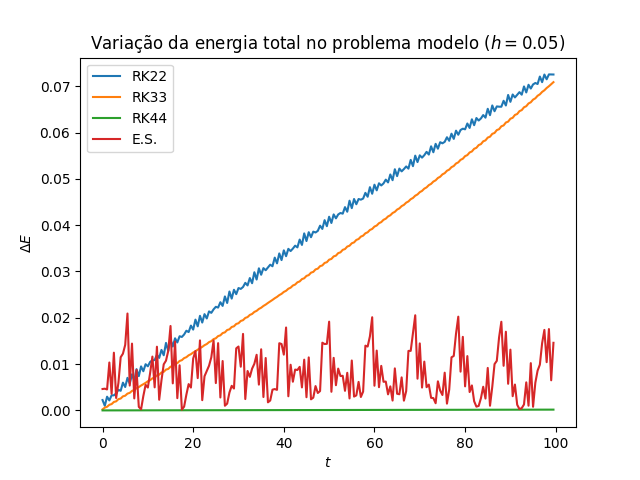 Variação da energia total no problema modelo (h = 0.05)
RK22
RK33
RK44
E.S.
0.07
0.06
0.05
0.04
0.03
0.02
0.01
0.00
ΔE
0 20 40 60 80 100
t